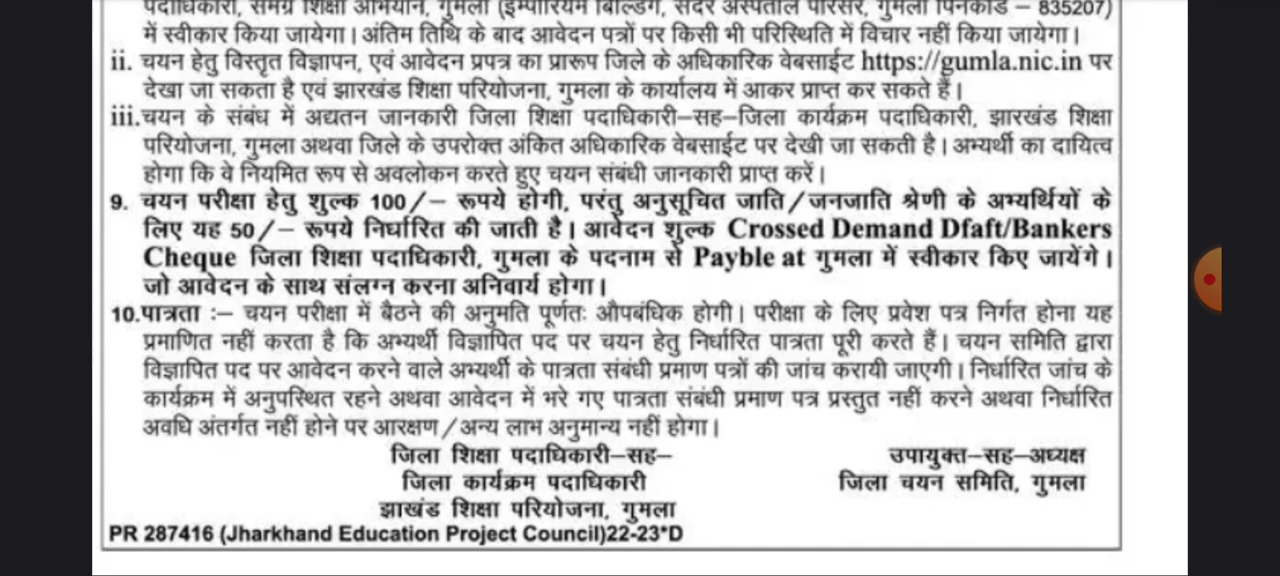 पदाधिकारी, समग्र शिक्षा अभियान, गुमला (इम्पीरियम बिल्डिंग, सदर अस्पताल परिसर, गुमला पिनकोड – 835207)
में स्वीकार किया जायेगा। अंतिम तिथि के बाद आवेदन पत्रों पर किसी भी परिस्थिति में विचार नहीं किया जायेगा।
ii. चयन हेतु विस्तृत विज्ञापन, एवं आवेदन प्रपत्र का प्रारूप जिले के अधिकारिक वेबसाईट https://gumla.nic.in पर
देखा जा सकता है एवं झारखंड शिक्षा परियोजना, गुमला के कार्यालय में आकर प्राप्त कर सकते हैं।
iii. चयन के संबंध में अद्यतन जानकारी जिला शिक्षा पदाधिकारी–सह–जिला कार्यक्रम पदाधिकारी, झारखंड शिक्षा
परियोजना, गुमला अथवा जिले के उपरोक्त अंकित अधिकारिक वेबसाईट पर देखी जा सकती है। अभ्यर्थी का दायित्व
होगा कि वे नियमित रूप से अवलोकन करते हुए चयन संबंधी जानकारी प्राप्त करें।
9. चयन परीक्षा हेतु शुल्क 100/– रूपये होगी, परंतु अनुसूचित जाति/जनजाति श्रेणी के अभ्यर्थियों के
लिए यह 50/– रूपये निर्धारित की जाती है। आवेदन शुल्क Crossed Demand Dfaft/Bankers
Cheque जिला शिक्षा पदाधिकारी, गुमला के पदनाम से Payble at गुमला में स्वीकार किए जायेंगे।
जो आवेदन के साथ संलग्न करना अनिवार्य होगा।
10. पात्रता :– चयन परीक्षा में बैठने की अनुमति पूर्णतः औपबंधिक होगी। परीक्षा के लिए प्रवेश पत्र निर्गत होना यह
प्रमाणित नहीं करता है कि अभ्यर्थी विज्ञापित पद पर चयन हेतु निर्धारित पात्रता पूरी करते हैं। चयन समिति द्वारा
विज्ञापित पद पर आवेदन करने वाले अभ्यर्थी के पात्रता संबंधी प्रमाण पत्रों की जांच करायी जाएगी। निर्धारित जांच के
कार्यक्रम में अनुपस्थित रहने अथवा आवेदन में भरे गए पात्रता संबंधी प्रमाण पत्र प्रस्तुत नहीं करने अथवा निर्धारित
अवधि अंतर्गत नहीं होने पर आरक्षण/अन्य लाभ अनुमान्य नहीं होगा।
जिला शिक्षा पदाधिकारी–सह– उपायुक्त–सह–अध्यक्ष
जिला कार्यक्रम पदाधिकारी जिला चयन समिति, गुमला
झाखंड शिक्षा परियोजना, गुमला
PR 287416 (Jharkhand Education Project Council)22-23*D